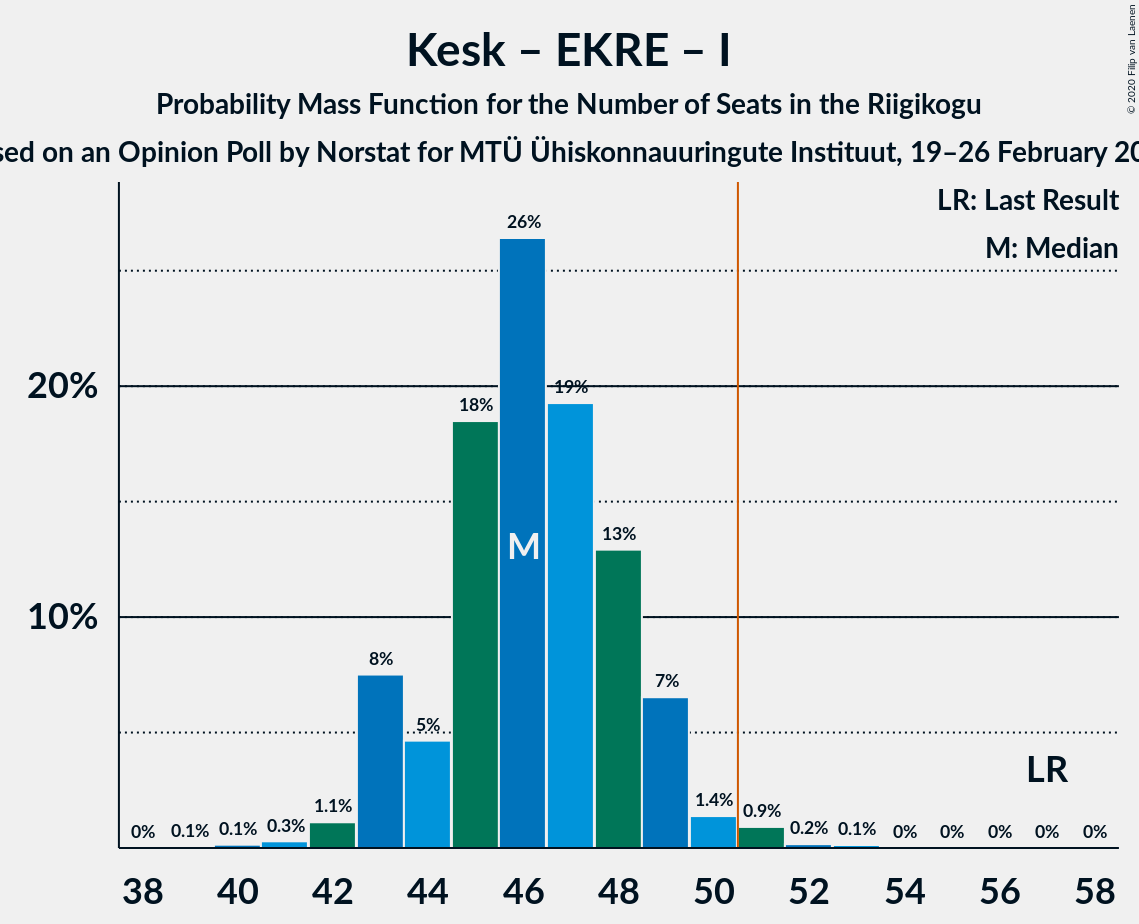 Kesk – EKRE – I
Probability Mass Function for the Number of Seats in the Riigikogu
sed on an Opinion Poll by Norstat for MTÜ Ühiskonnauuringute Instituut, 19–26 February 20
© 2020 Filip van Laenen
LR: Last Result
M: Median
26%
20%
19%
18%
13%
M
10%
8%
7%
5%
LR
1.4%
1.1%
0.9%
0% 0.1% 0.1% 0.3% 0.2% 0.1% 0% 0% 0% 0% 0%
38 40 42 44 46 48 50 52 54 56 58